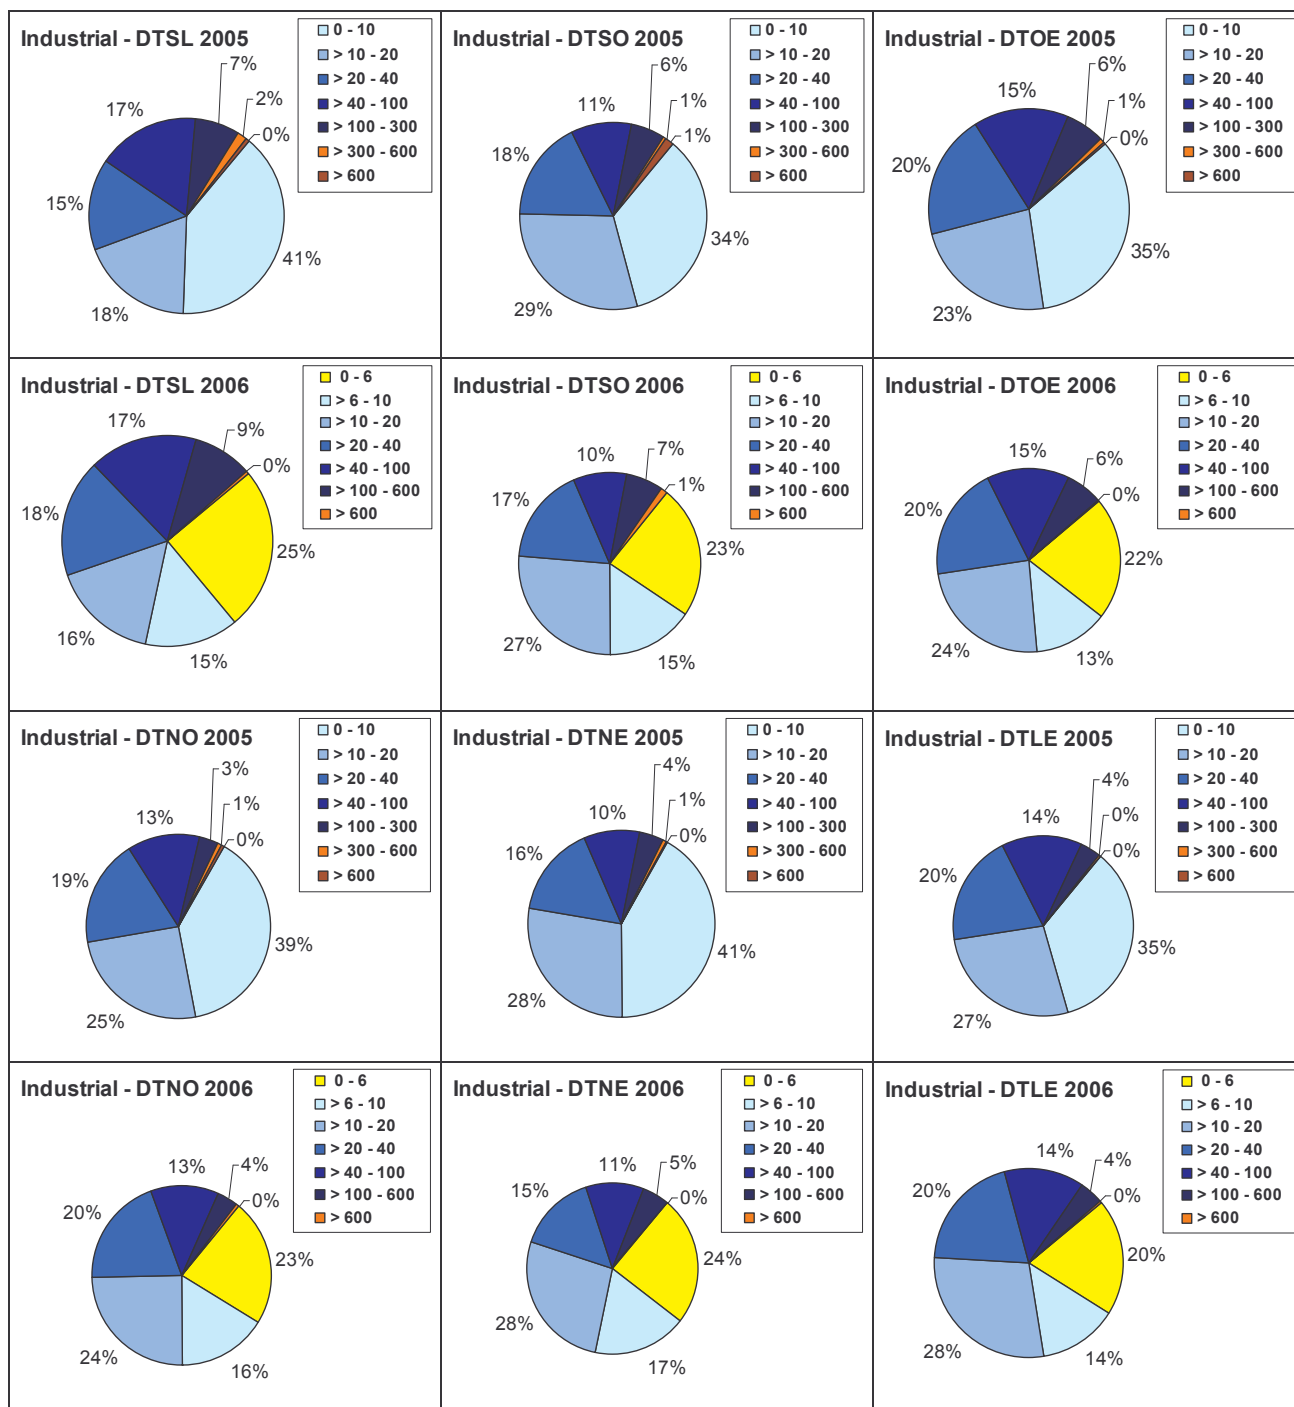 Industrial - DTSL 2005
0 - 10
> 10 - 20
> 20 - 40
> 40 - 100
> 100 - 300
> 300 - 600
> 600
7%
2%
0%
17%
15%
18%
41%
Industrial - DTSO 2005
0 - 10
> 10 - 20
> 20 - 40
> 40 - 100
> 100 - 300
> 300 - 600
> 600
6%
1%
1%
11%
18%
29%
34%
Industrial - DTOE 2005
0 - 10
> 10 - 20
> 20 - 40
> 40 - 100
> 100 - 300
> 300 - 600
> 600
6%
1%
0%
15%
20%
23%
35%
Industrial - DTSL 2006
0 - 6
> 6 - 10
> 10 - 20
> 20 - 40
> 40 - 100
> 100 - 600
> 600
17%
9%
0%
18%
25%
16%
15%
Industrial - DTSO 2006
0 - 6
> 6 - 10
> 10 - 20
> 20 - 40
> 40 - 100
> 100 - 600
> 600
10%
7%
1%
17%
23%
27%
15%
Industrial - DTOE 2006
0 - 6
> 6 - 10
> 10 - 20
> 20 - 40
> 40 - 100
> 100 - 600
> 600
15%
6%
0%
20%
22%
24%
13%
Industrial - DTNO 2005
0 - 10
> 10 - 20
> 20 - 40
> 40 - 100
> 100 - 300
> 300 - 600
> 600
3%
1%
0%
13%
19%
39%
25%
Industrial - DTNE 2005
0 - 10
> 10 - 20
> 20 - 40
> 40 - 100
> 100 - 300
> 300 - 600
> 600
4%
1%
0%
10%
16%
41%
28%
Industrial - DTLE 2005
0 - 10
> 10 - 20
> 20 - 40
> 40 - 100
> 100 - 300
> 300 - 600
> 600
4%
0%
0%
14%
20%
35%
27%
Industrial - DTNO 2006
0 - 6
> 6 - 10
> 10 - 20
> 20 - 40
> 40 - 100
> 100 - 600
> 600
13%
4%
0%
20%
23%
24%
16%
Industrial - DTNE 2006
0 - 6
> 6 - 10
> 10 - 20
> 20 - 40
> 40 - 100
> 100 - 600
> 600
11%
5%
0%
15%
24%
28%
17%
Industrial - DTLE 2006
0 - 6
> 6 - 10
> 10 - 20
> 20 - 40
> 40 - 100
> 100 - 600
> 600
14%
4%
0%
20%
20%
28%
14%